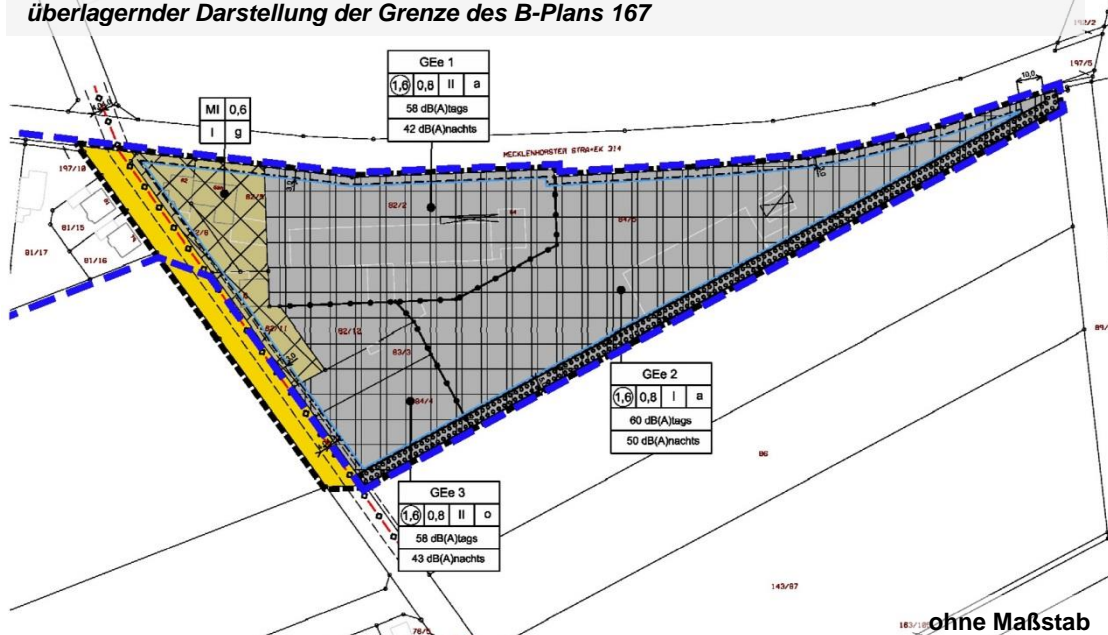 überlagernder Darstellung der Grenze des B-Plans 167
197/5
10,0
GEe 1
1,6 0,8 II a
58 dB(A)tags
42 dB(A)nachts
MI 0,6
I g
MECKLENHORSTER STRA+EK 314
197/10
82/2
84/5
81/15
81/17
81/16
82/11
82/12
83/3
84/4
GEe 2
1,6 0,8 I a
60 dB(A)tags
50 dB(A)nachts
86
GEe 3
1,6 0,8 II o
58 dB(A)tags
43 dB(A)nachts
143/87
76/5
ohne Maßstab